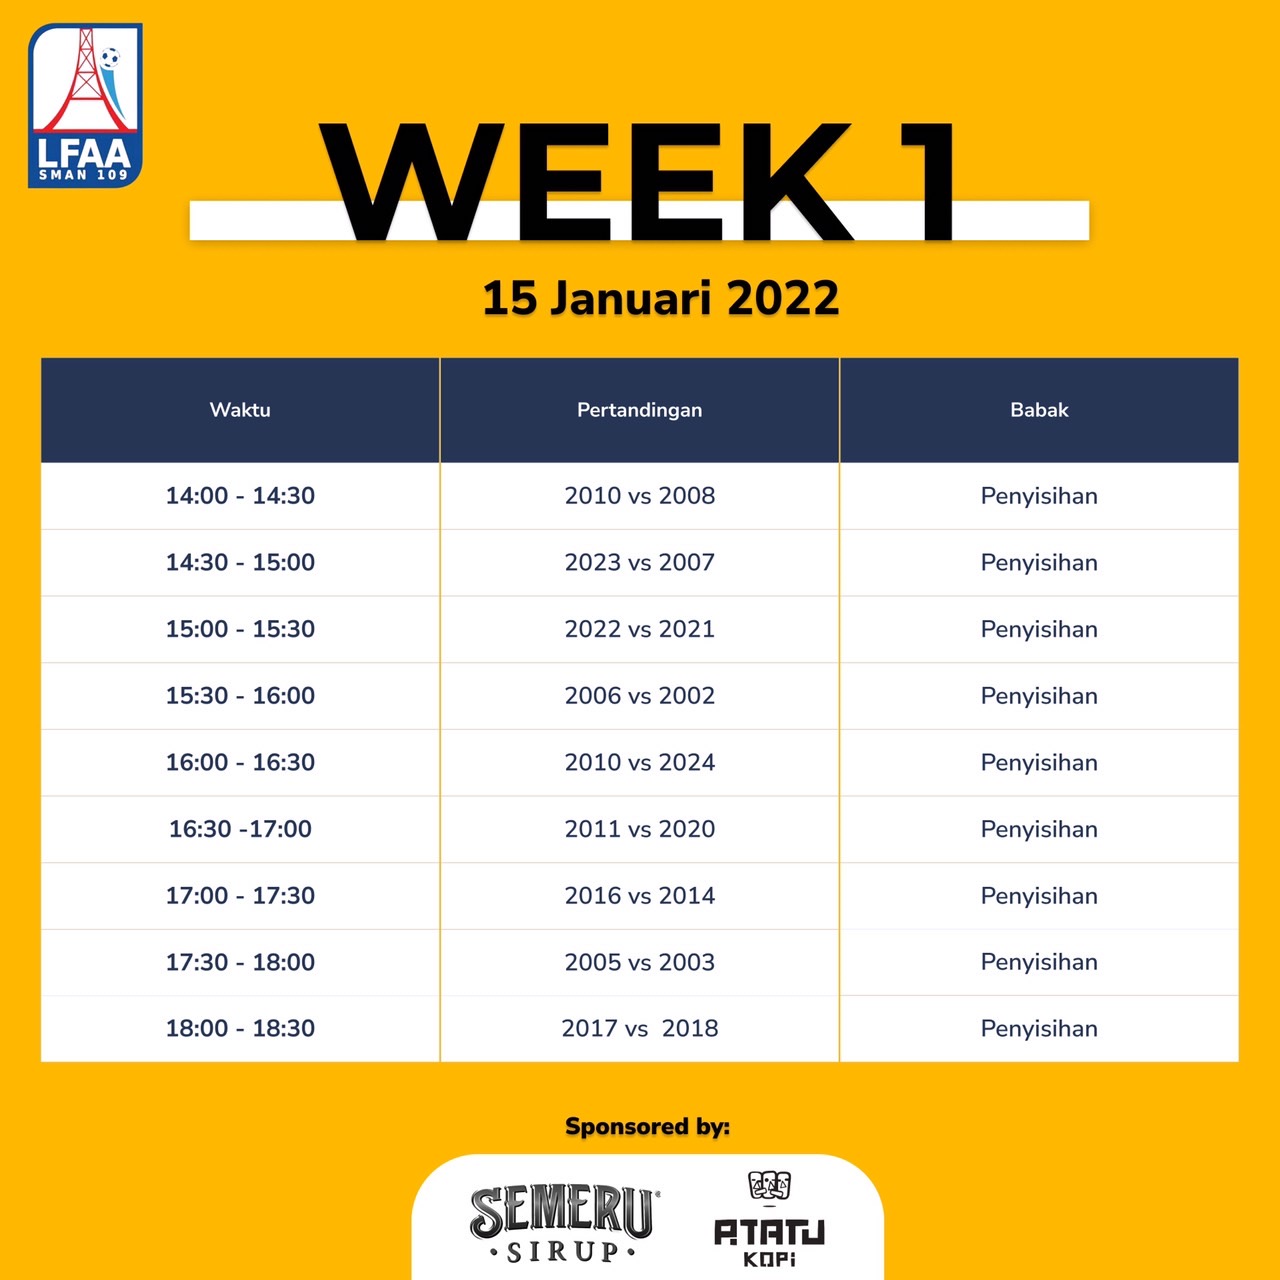 LFAA
SMAN 109
WEEK 1
15 Januari 2022
Waktu Pertandingan Babak
14:00 - 14:30 2010 vs 2008 Penyisihan
14:30 - 15:00 2023 vs 2007 Penyisihan
15:00 - 15:30 2022 vs 2021 Penyisihan
15:30 - 16:00 2006 vs 2002 Penyisihan
16:00 - 16:30 2010 vs 2024 Penyisihan
16:30 -17:00 2011 vs 2020 Penyisihan
17:00 - 17:30 2016 vs 2014 Penyisihan
17:30 - 18:00 2005 vs 2003 Penyisihan
18:00 - 18:30 2017 vs  2018 Penyisihan
Sponsored by:
SEMERU®
• SIRUP •
ATATU
KOPi